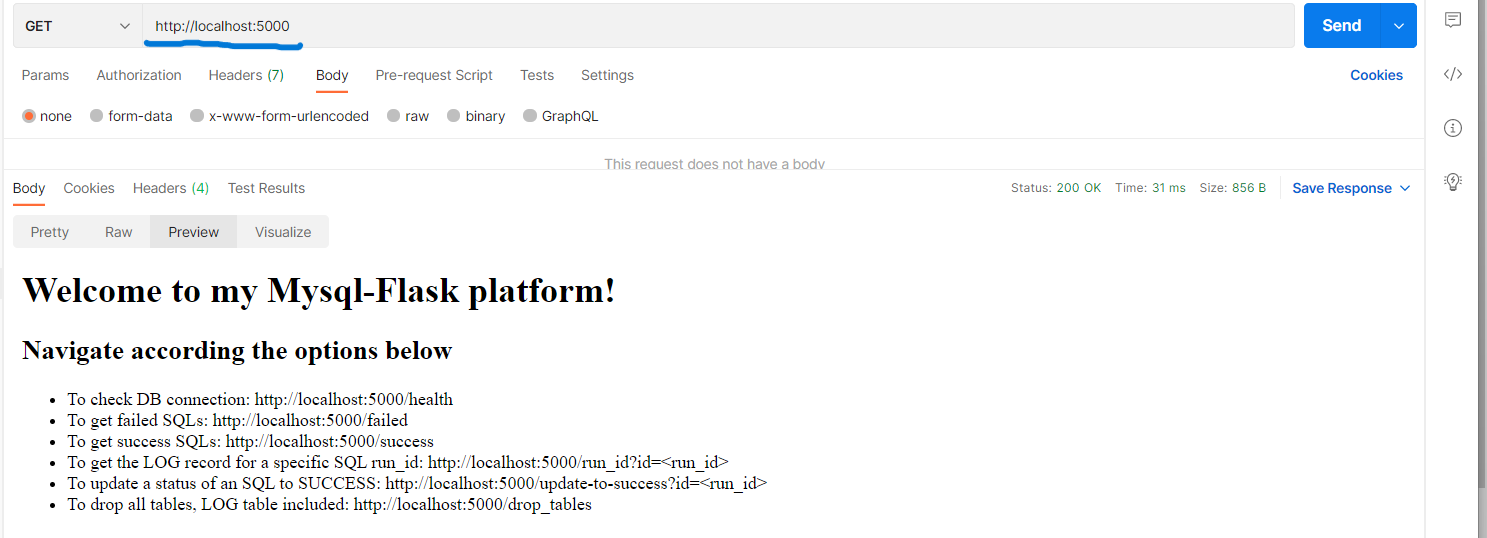 GET http://localhost:5000 Send
Params Authorization Headers (7) Body Pre-request Script Tests Settings Cookies
none form-data x-www-form-urlencoded raw binary GraphQL
This request does not have a body
Body Cookies Headers (4) Test Results Status: 200 OK Time: 31 ms Size: 856 B Save Response
Pretty Raw Preview Visualize
Welcome to my Mysql-Flask platform!
Navigate according the options below
• To check DB connection: http://localhost:5000/health
• To get failed SQLs: http://localhost:5000/failed
• To get success SQLs: http://localhost:5000/success
• To get the LOG record for a specific SQL run_id: http://localhost:5000/run_id?id=<run_id>
• To update a status of an SQL to SUCCESS: http://localhost:5000/update-to-success?id=<run_id>
• To drop all tables, LOG table included: http://localhost:5000/drop_tables